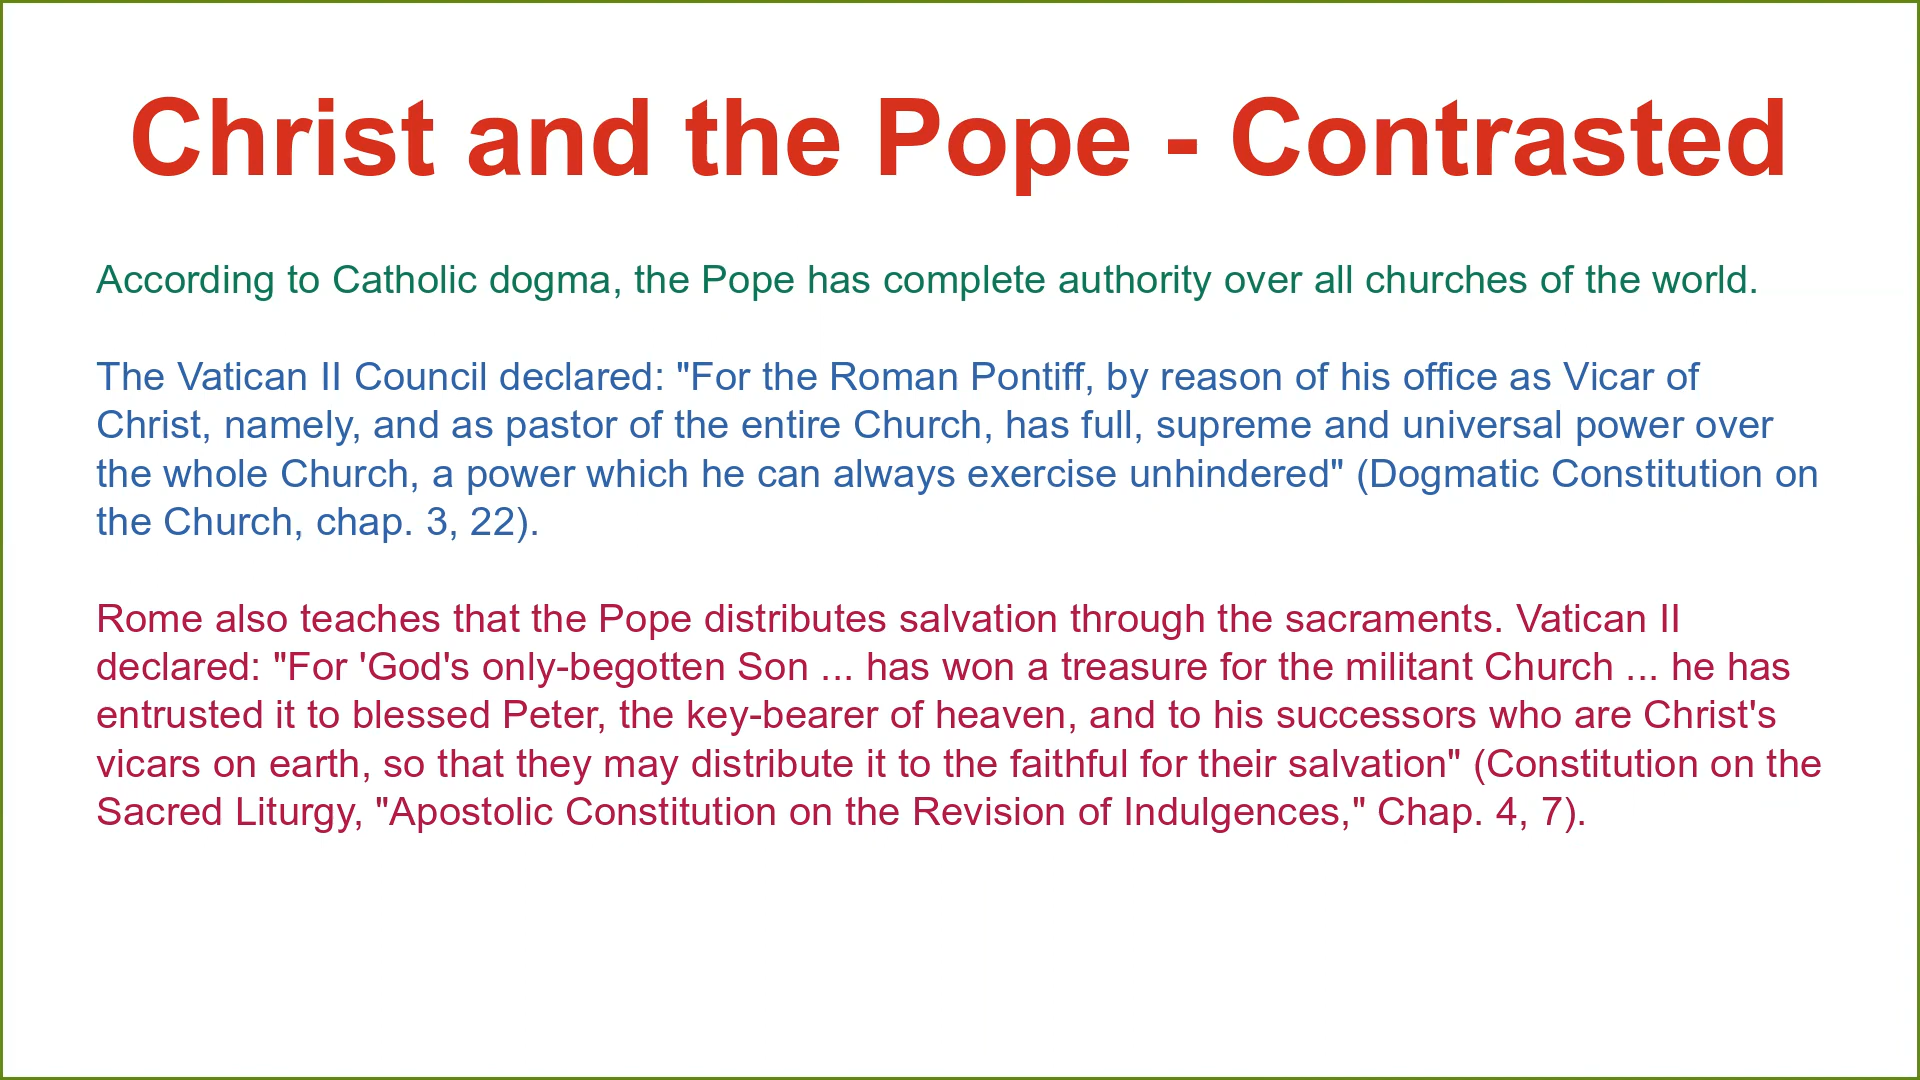 Christ and the Pope - Contrasted
According to Catholic dogma, the Pope has complete authority over all churches of the world.
The Vatican II Council declared: "For the Roman Pontiff, by reason of his office as Vicar of
Christ, namely, and as pastor of the entire Church, has full, supreme and universal power over
the whole Church, a power which he can always exercise unhindered" (Dogmatic Constitution on
the Church, chap. 3, 22).
Rome also teaches that the Pope distributes salvation through the sacraments. Vatican II
declared: "For 'God's only-begotten Son ... has won a treasure for the militant Church ... he has
entrusted it to blessed Peter, the key-bearer of heaven, and to his successors who are Christ's
vicars on earth, so that they may distribute it to the faithful for their salvation" (Constitution on the
Sacred Liturgy, "Apostolic Constitution on the Revision of Indulgences," Chap. 4, 7).